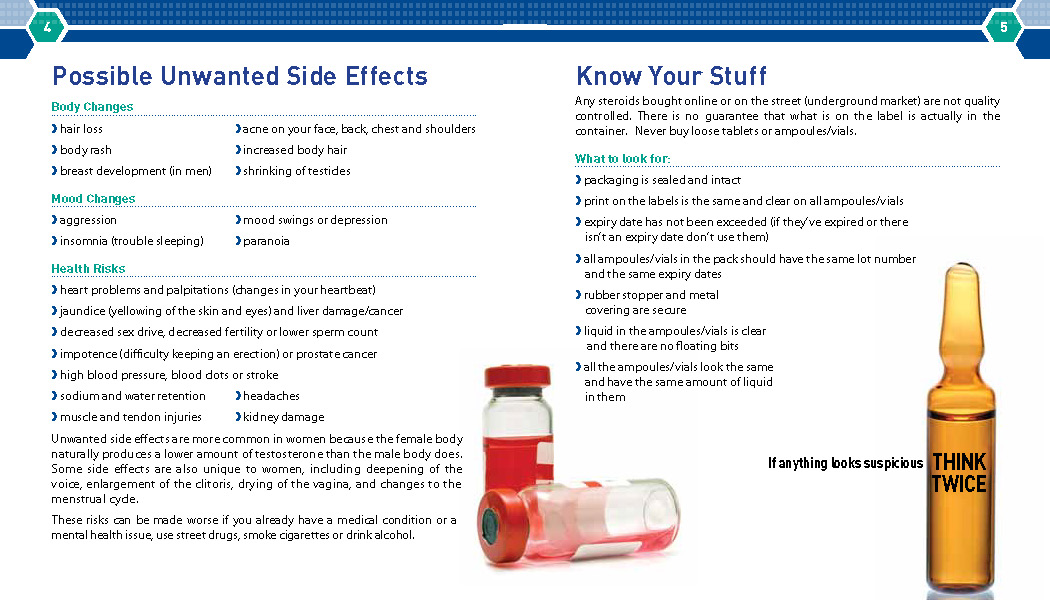 4
Possible Unwanted Side Effects
Body Changes
hair loss
acne on your face, back, chest and shoulders
body rash
increased body hair
breast development (in men)
shrinking of testicles
Mood Changes
aggression
mood swings or depression
insomnia (trouble sleeping)
paranoia
Health Risks
heart problems and palpitations (changes in your heartbeat)
jaundice (yellowing of the skin and eyes) and liver damage/cancer
decreased sex drive, decreased fertility or lower sperm count
impotence (difficulty keeping an erection) or prostate cancer
high blood pressure, blood clots or stroke
sodium and water retention
headaches
muscle and tendon injuries
kidney damage
Unwanted side effects are more common in women because the female body
naturally produces a lower amount of testosterone than the male body does.
Some side effects are also unique to women, including deepening of the
voice, enlargement of the clitoris, drying of the vagina, and changes to the
menstrual cycle.
These risks can be made worse if you already have a medical condition or a
mental health issue, use street drugs, smoke cigarettes or drink alcohol.
5
Know Your Stuff
Any steroids bought online or on the street (underground market) are not quality
controlled. There is no guarantee that what is on the label is actually in the
container. Never buy loose tablets or ampoules/vials.
What to look for:
packaging is sealed and intact
print on the labels is the same and clear on all ampoules/vials
expiry date has not been exceeded (if they've expired or there
isn't an expiry date don't use them)
all ampoules/vials in the pack should have the same lot number
and the same expiry dates
rubber stopper and metal
covering are secure
liquid in the ampoules/vials is clear
and there are no floating bits
all the ampoules/vials look the same
and have the same amount of liquid
in them
If anything looks suspicious THINK
TWICE